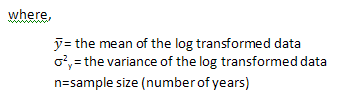 where,
ȳ= the mean of the log transformed data
σ²ᵧ= the variance of the log transformed data
n=sample size (number of years)